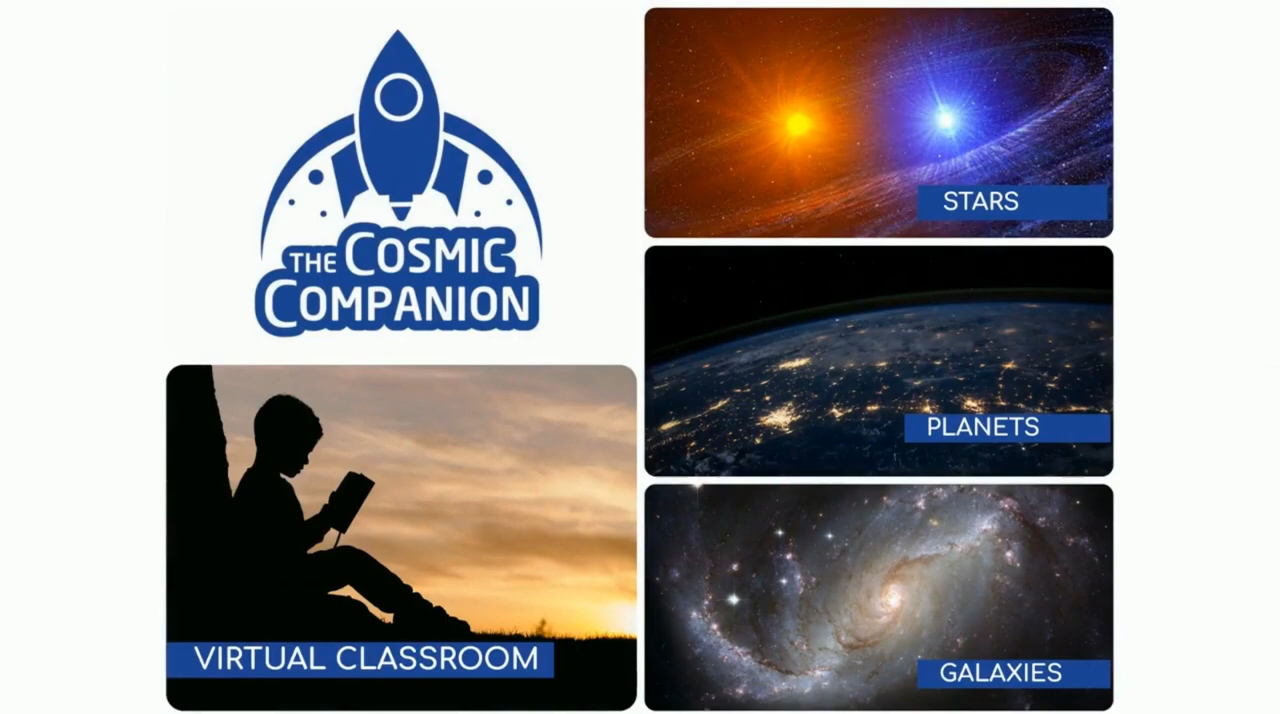 THE COSMIC
COMPANION
VIRTUAL CLASSROOM
STARS
PLANETS
GALAXIES